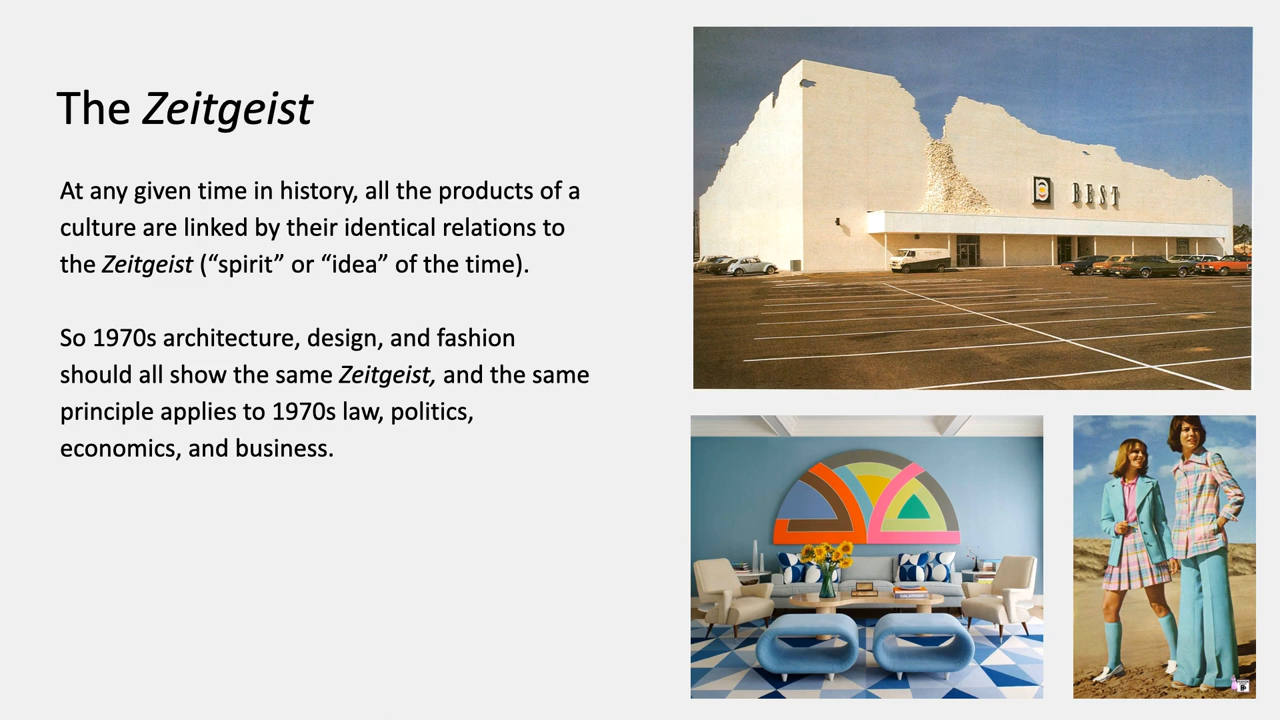 The Zeitgeist
At any given time in history, all the products of a
culture are linked by their identical relations to
the Zeitgeist (“spirit” or “idea” of the time).
So 1970s architecture, design, and fashion
should all show the same Zeitgeist, and the same
principle applies to 1970s law, politics,
economics, and business.
BEST